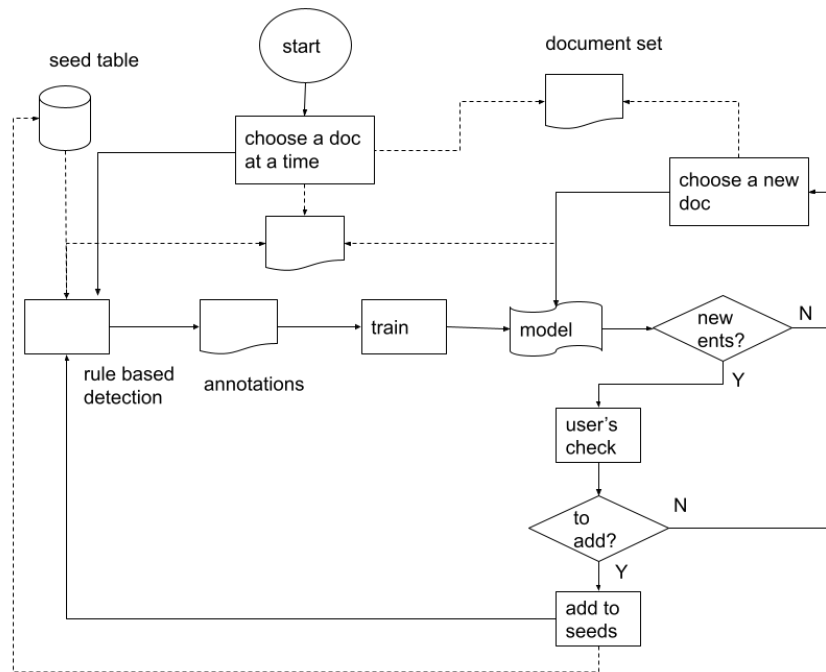 start
document set
seed table
choose a doc
at a time
choose a new
doc
train
model
new
ents?
N
rule based
detection
annotations
Y
user's
check
to
add?
N
Y
add to
seeds